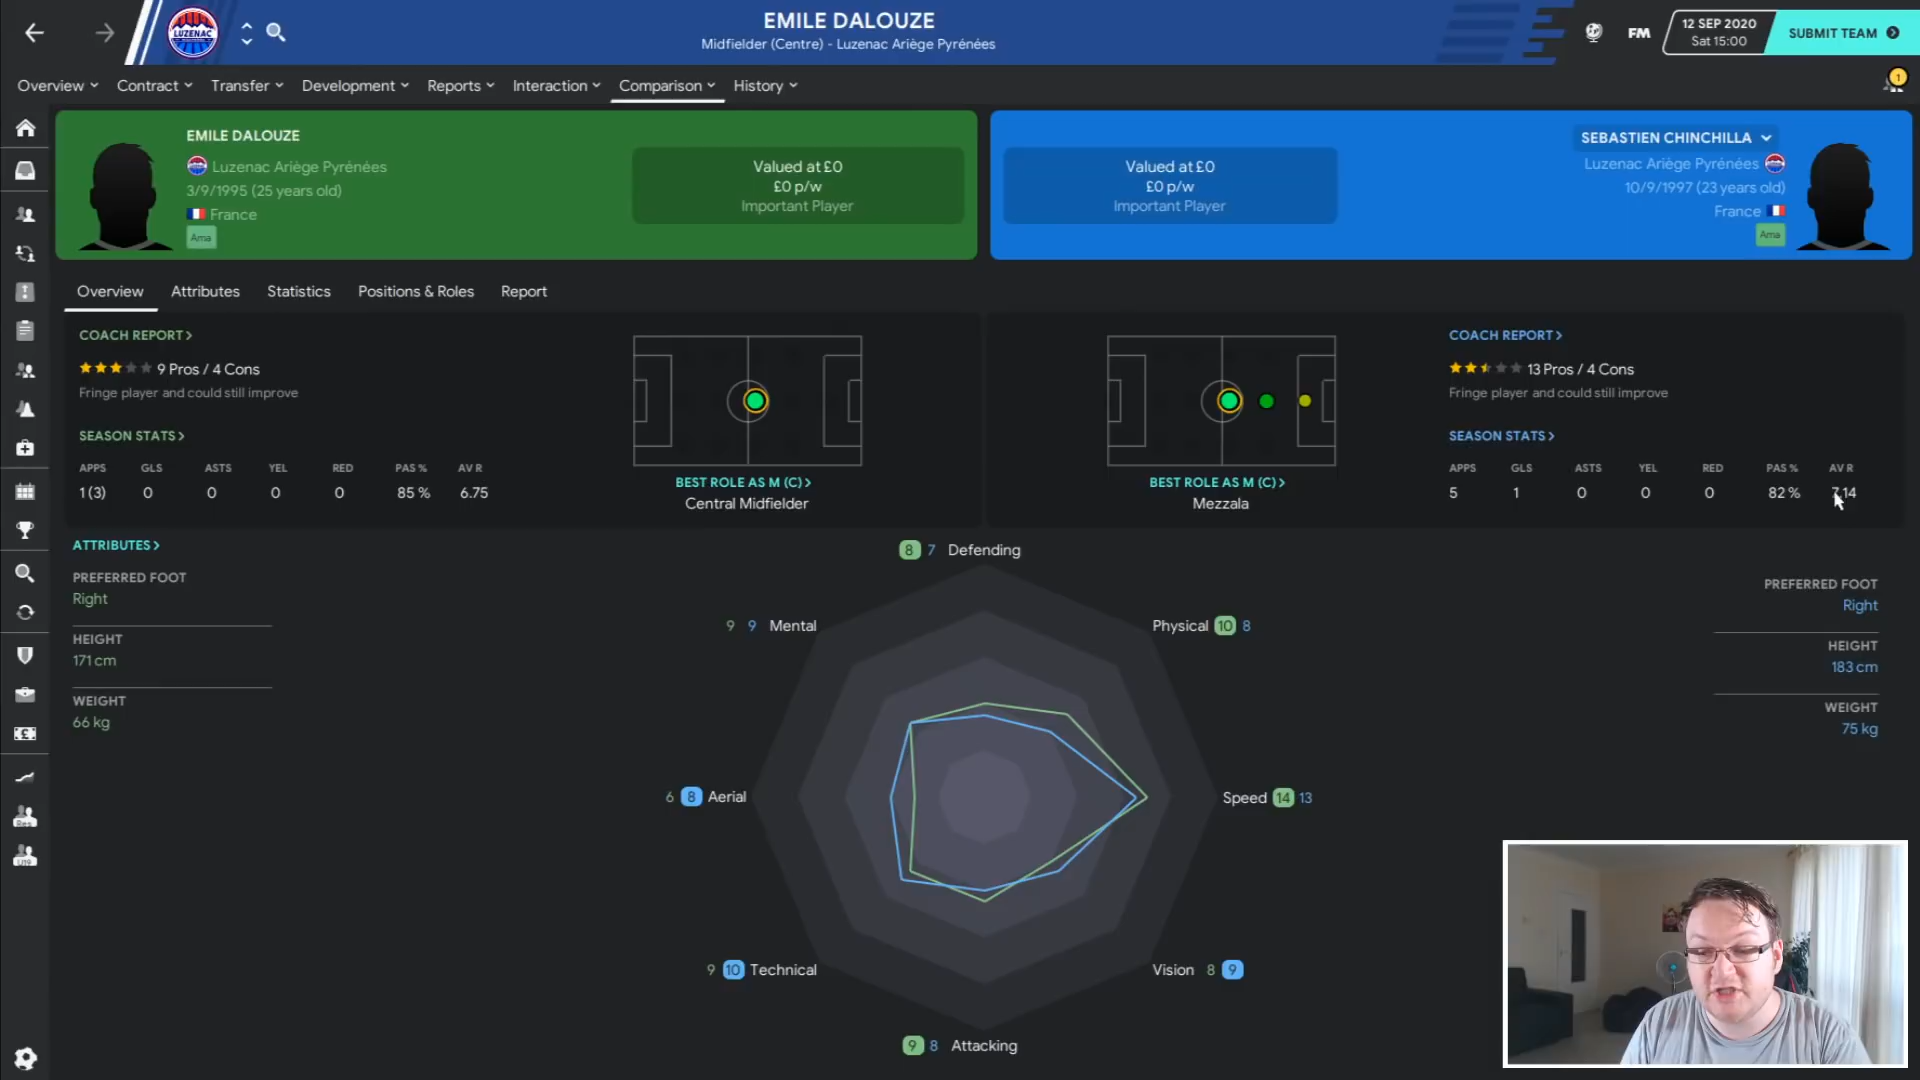 EMILE DALOUZE
Midfielder (Centre) - Luzenac Ariège Pyrénées
LUZENAC
FM
12 SEP 2020
Sat 15:00
SUBMIT TEAM
Overview Contract Transfer Development Reports Interaction Comparison History
1
EMILE DALOUZE
Luzenac Ariège Pyrénées
3/9/1995 (25 years old)
France
Ama
Valued at £0
£0 p/w
Important Player
Valued at £0
£0 p/w
Important Player
SEBASTIEN CHINCHILLA
Luzenac Ariège Pyrénées
10/9/1997 (23 years old)
France
Ama
Overview Attributes Statistics Positions & Roles Report
COACH REPORT
9 Pros / 4 Cons
Fringe player and could still improve
SEASON STATS
APPS GLS ASTS YEL RED PAS % AV R
1 (3) 0 0 0 0 85 % 6.75
BEST ROLE AS M (C)
Central Midfielder
BEST ROLE AS M (C)
Mezzala
COACH REPORT
13 Pros / 4 Cons
Fringe player and could still improve
SEASON STATS
APPS GLS ASTS YEL RED PAS % AV R
5 1 0 0 0 82 % 7.14
ATTRIBUTES
PREFERRED FOOT
Right
HEIGHT
171 cm
WEIGHT
66 kg
8 7 Defending
9 9 Mental
Physical 10 8
6 8 Aerial
Speed 14 13
9 10 Technical
Vision 8 9
9 8 Attacking
PREFERRED FOOT
Right
HEIGHT
183 cm
WEIGHT
75 kg
Res
U19